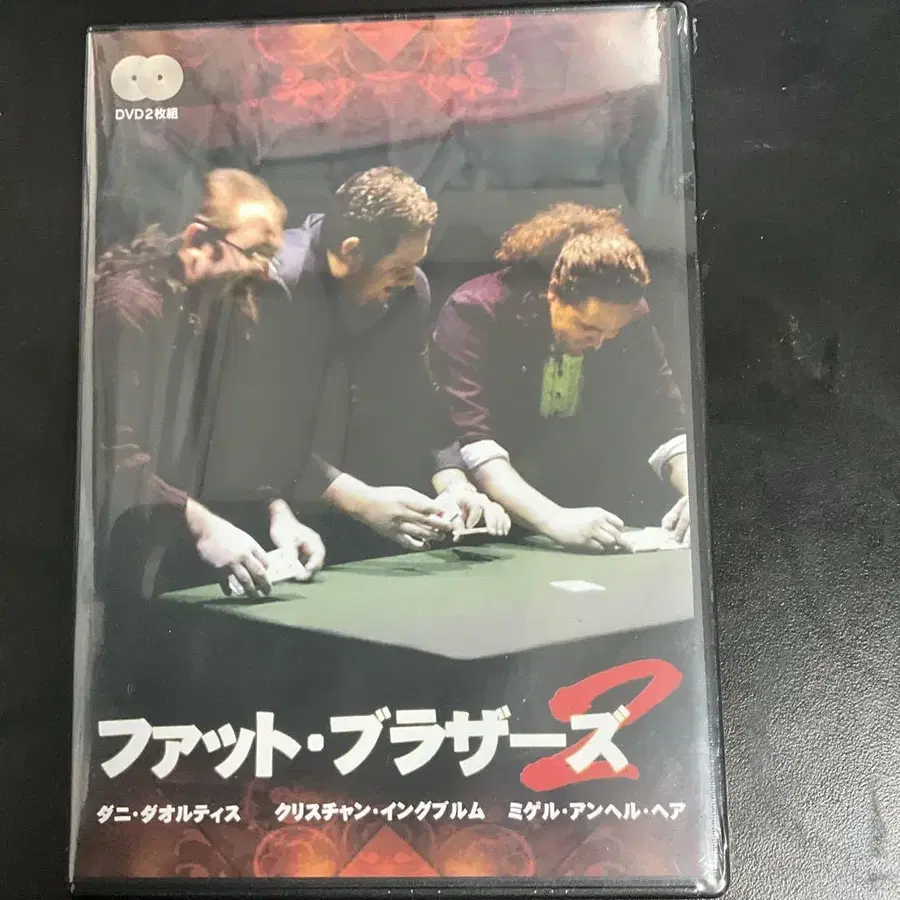 DVD2枚組
ファット・ブラザーズ2
ダニ・ダオルティス クリスチャン・イングブルム ミゲル・アンヘル・ヘア